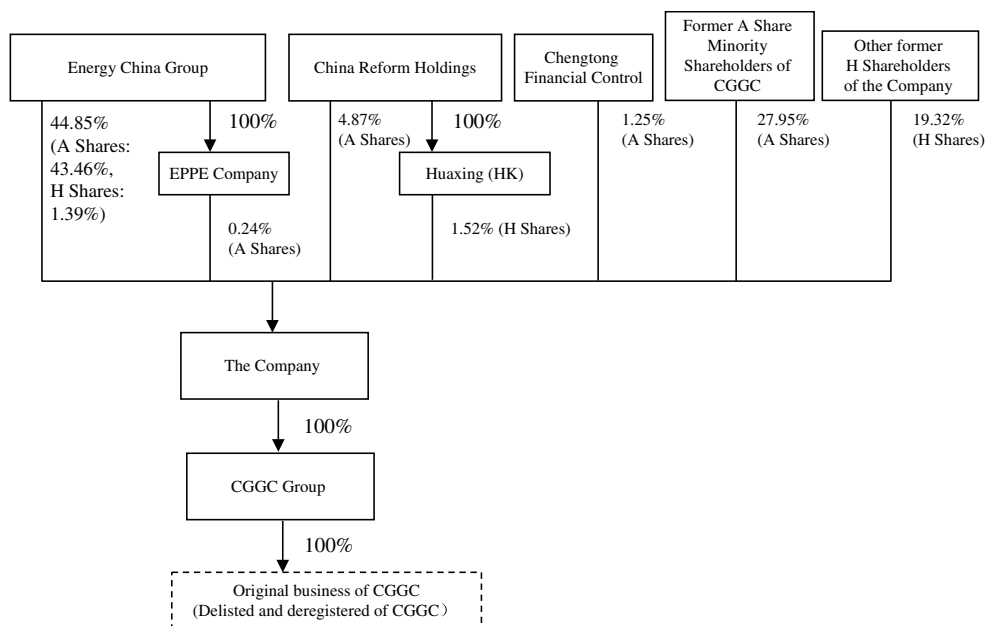 Energy China Group
China Reform Holdings
Chengtong
Financial Control
Former A Share
Minority
Shareholders of
CGGC
Other former
H Shareholders
of the Company
44.85%
(A Shares:
43.46%,
H Shares:
1.39%)
100%
4.87%
(A Shares)
100%
1.25%
(A Shares)
27.95%
(A Shares)
19.32%
(H Shares)
EPPE Company
Huaxing (HK)
0.24%
(A Shares)
1.52% (H Shares)
The Company
100%
CGGC Group
100%
Original business of CGGC
(Delisted and deregistered of CGGC）